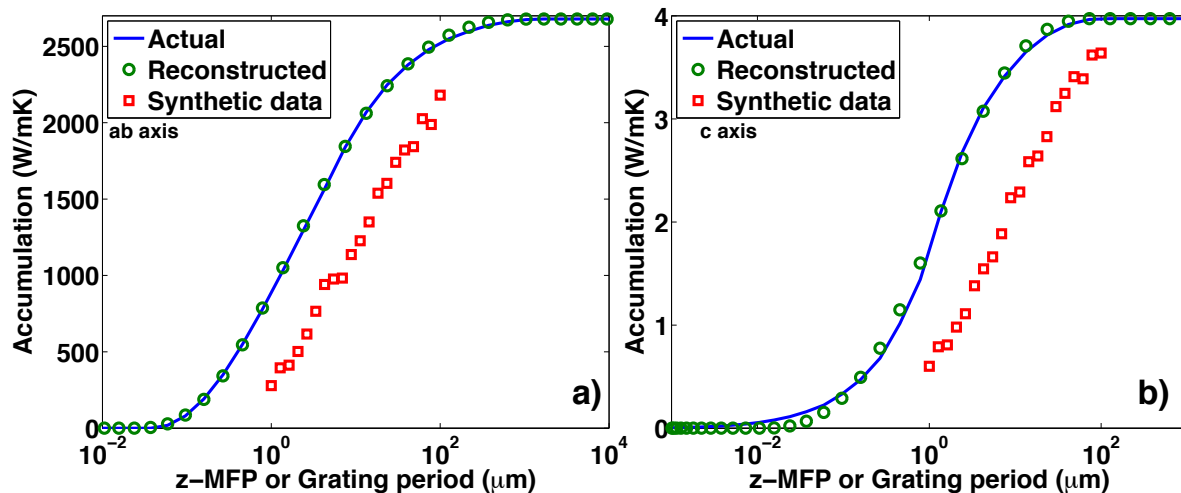 Actual
Reconstructed
Synthetic data
ab axis
a)
Accumulation (W/mK)
2500
2000
1500
1000
500
0
10^−2
10^0
10^2
10^4
z−MFP or Grating period (μm)
Actual
Reconstructed
Synthetic data
c axis
b)
Accumulation (W/mK)
4
3
2
1
0
10^−2
10^0
10^2
z−MFP or Grating period (μm)